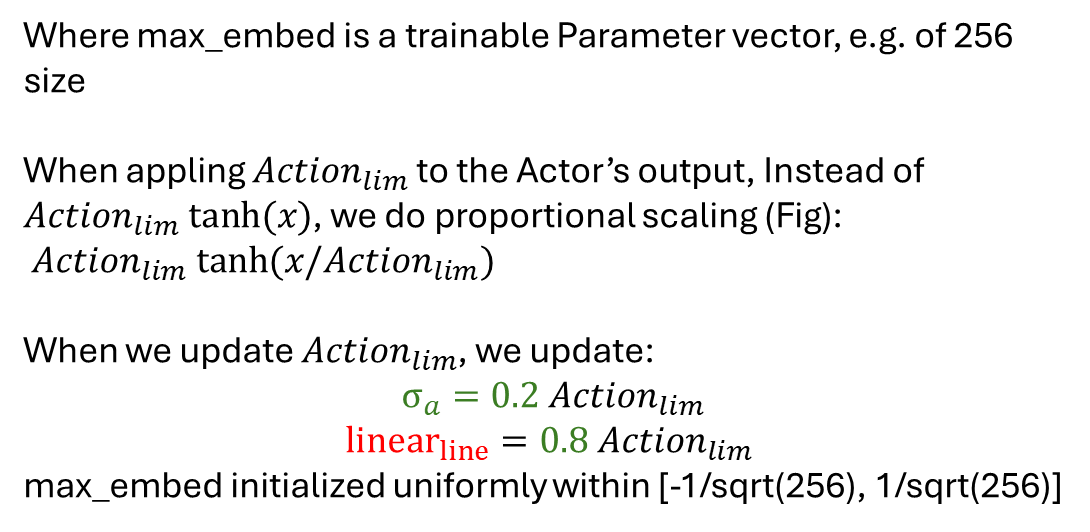 Where max_embed is a trainable Parameter vector, e.g. of 256
size
When appling Action_lim to the Actor’s output, Instead of
Action_lim tanh(x), we do proportional scaling (Fig):
Action_lim tanh(x/Action_lim)
When we update Action_lim, we update:
σ_a = 0.2 Action_lim
linear_line = 0.8 Action_lim
max_embed initialized uniformly within [-1/sqrt(256), 1/sqrt(256)]